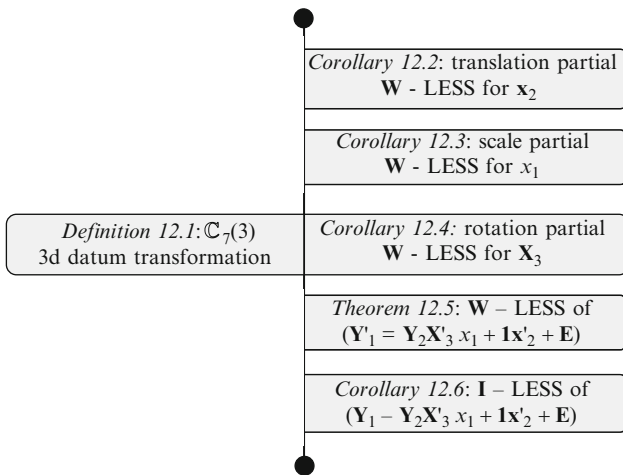 Corollary 12.2: translation partial
W - LESS for x₂
Corollary 12.3: scale partial
W - LESS for x₁
Definition 12.1: ℂ₇(3)
3d datum transformation
Corollary 12.4: rotation partial
W - LESS for X₃
Theorem 12.5: W – LESS of
(Y'₁ = Y₂X'₃ x₁ + 1x'₂ + E)
Corollary 12.6: I – LESS of
(Y₁ – Y₂X'₃ x₁ + 1x'₂ + E)